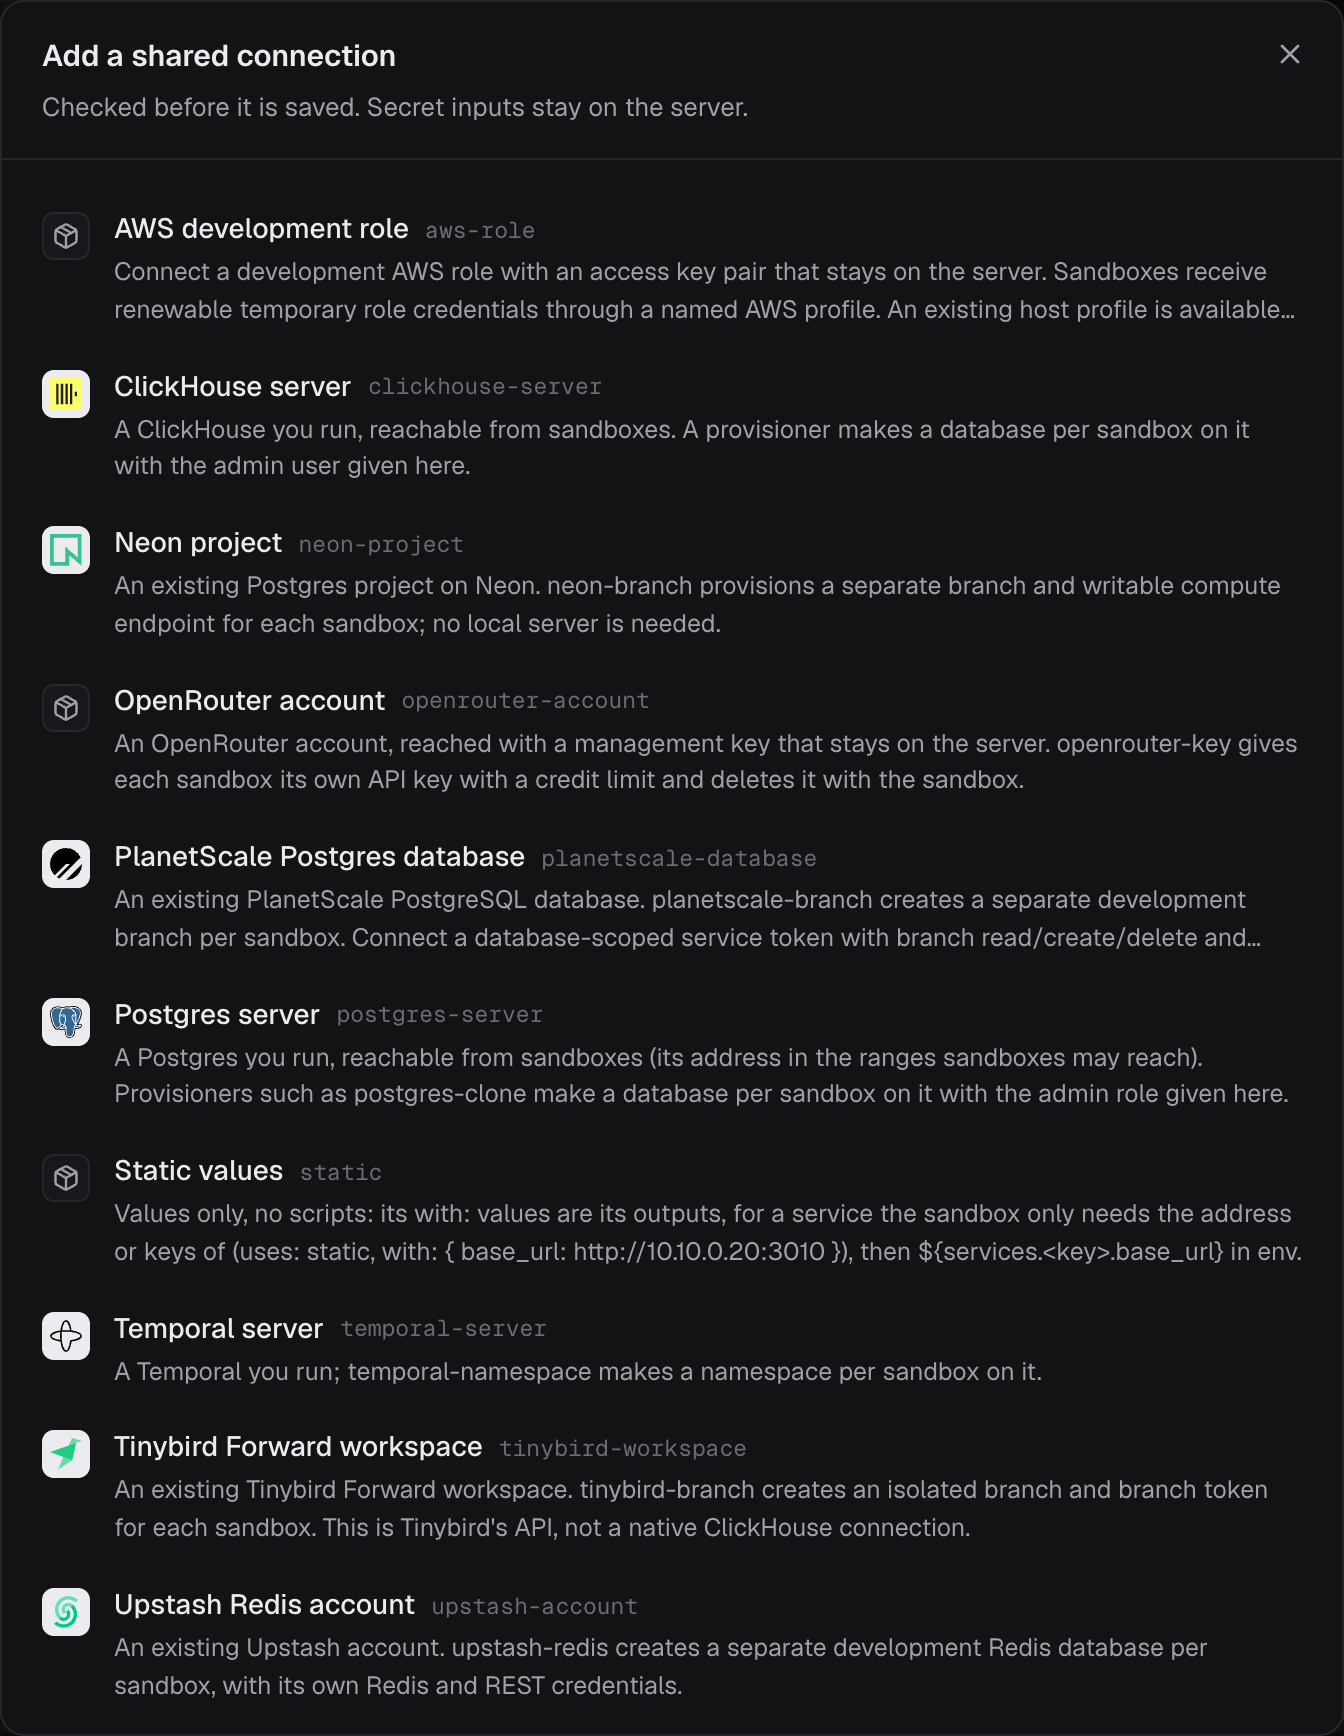 Add a shared connection
Checked before it is saved. Secret inputs stay on the server.
AWS development role aws-role
Connect a development AWS role with an access key pair that stays on the server. Sandboxes receive
renewable temporary role credentials through a named AWS profile. An existing host profile is available…
ClickHouse server clickhouse-server
A ClickHouse you run, reachable from sandboxes. A provisioner makes a database per sandbox on it
with the admin user given here.
Neon project neon-project
An existing Postgres project on Neon. neon-branch provisions a separate branch and writable compute
endpoint for each sandbox; no local server is needed.
OpenRouter account openrouter-account
An OpenRouter account, reached with a management key that stays on the server. openrouter-key gives
each sandbox its own API key with a credit limit and deletes it with the sandbox.
PlanetScale Postgres database planetscale-database
An existing PlanetScale PostgreSQL database. planetscale-branch creates a separate development
branch per sandbox. Connect a database-scoped service token with branch read/create/delete and…
Postgres server postgres-server
A Postgres you run, reachable from sandboxes (its address in the ranges sandboxes may reach).
Provisioners such as postgres-clone make a database per sandbox on it with the admin role given here.
Static values static
Values only, no scripts: its with: values are its outputs, for a service the sandbox only needs the address
or keys of (uses: static, with: { base_url: http://10.10.0.20:3010 }), then ${services.<key>.base_url} in env.
Temporal server temporal-server
A Temporal you run; temporal-namespace makes a namespace per sandbox on it.
Tinybird Forward workspace tinybird-workspace
An existing Tinybird Forward workspace. tinybird-branch creates an isolated branch and branch token
for each sandbox. This is Tinybird's API, not a native ClickHouse connection.
Upstash Redis account upstash-account
An existing Upstash account. upstash-redis creates a separate development Redis database per
sandbox, with its own Redis and REST credentials.